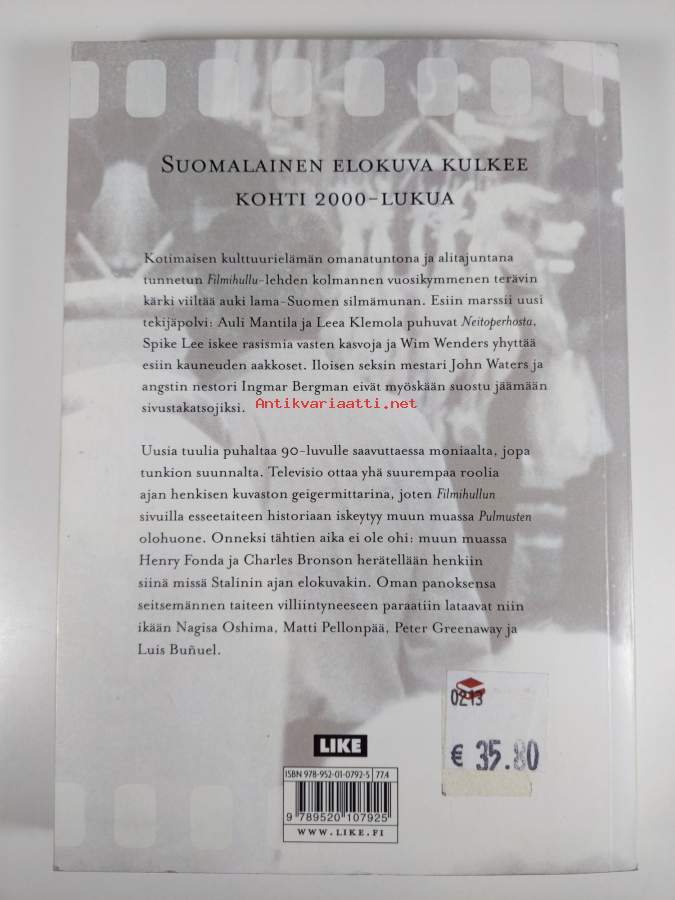 SUOMALAINEN ELOKUVA KULKEE
KOHTI 2000-LUKUA
Kotimaisen kulttuurielämän omanatuntona ja alitajuntana
tunnetun Filmihullu-lehden kolmannen vuosikymmenen terävin
kärki viiltää auki lama-Suomen silmämunan. Esiin marssii uusi
tekijäpolvi: Auli Mantila ja Leea Klemola puhuvat Neitoperhosta,
Spike Lee iskee rasismia vasten kasvoja ja Wim Wenders yhyttää
esiin kauneuden aakkoset. Iloisen seksin mestari John Waters ja
angstin nestori Ingmar Bergman eivät myöskään suostu jäämään
sivustakatsojiksi.
Antikvariaatti.net
Uusia tuulia puhaltaa 90-luvulle saavuttaessa moniaalta, jopa
tunkion suunnalta. Televisio ottaa yhä suurempaa roolia
ajan henkisen kuvaston geigermittarina, joten Filmihullun
sivuilla esseetaiteen historiaan iskeytyy muun muassa Pulmusten
olohuone. Onneksi tähtien aika ei ole ohi: muun muassa
Henry Fonda ja Charles Bronson herätellään henkiin
siinä missä Stalinin ajan elokuvakin. Oman panoksensa
seitsemännen taiteen villiintyneeseen paraatiin lataavat niin
ikään Nagisa Oshima, Matti Pellonpää, Peter Greenaway ja
Luis Buñuel.
0213
€ 35.80
LIKE
ISBN 978-952-01-0792-5 77.4
9 789520 107925
WWW.LIKE.FI